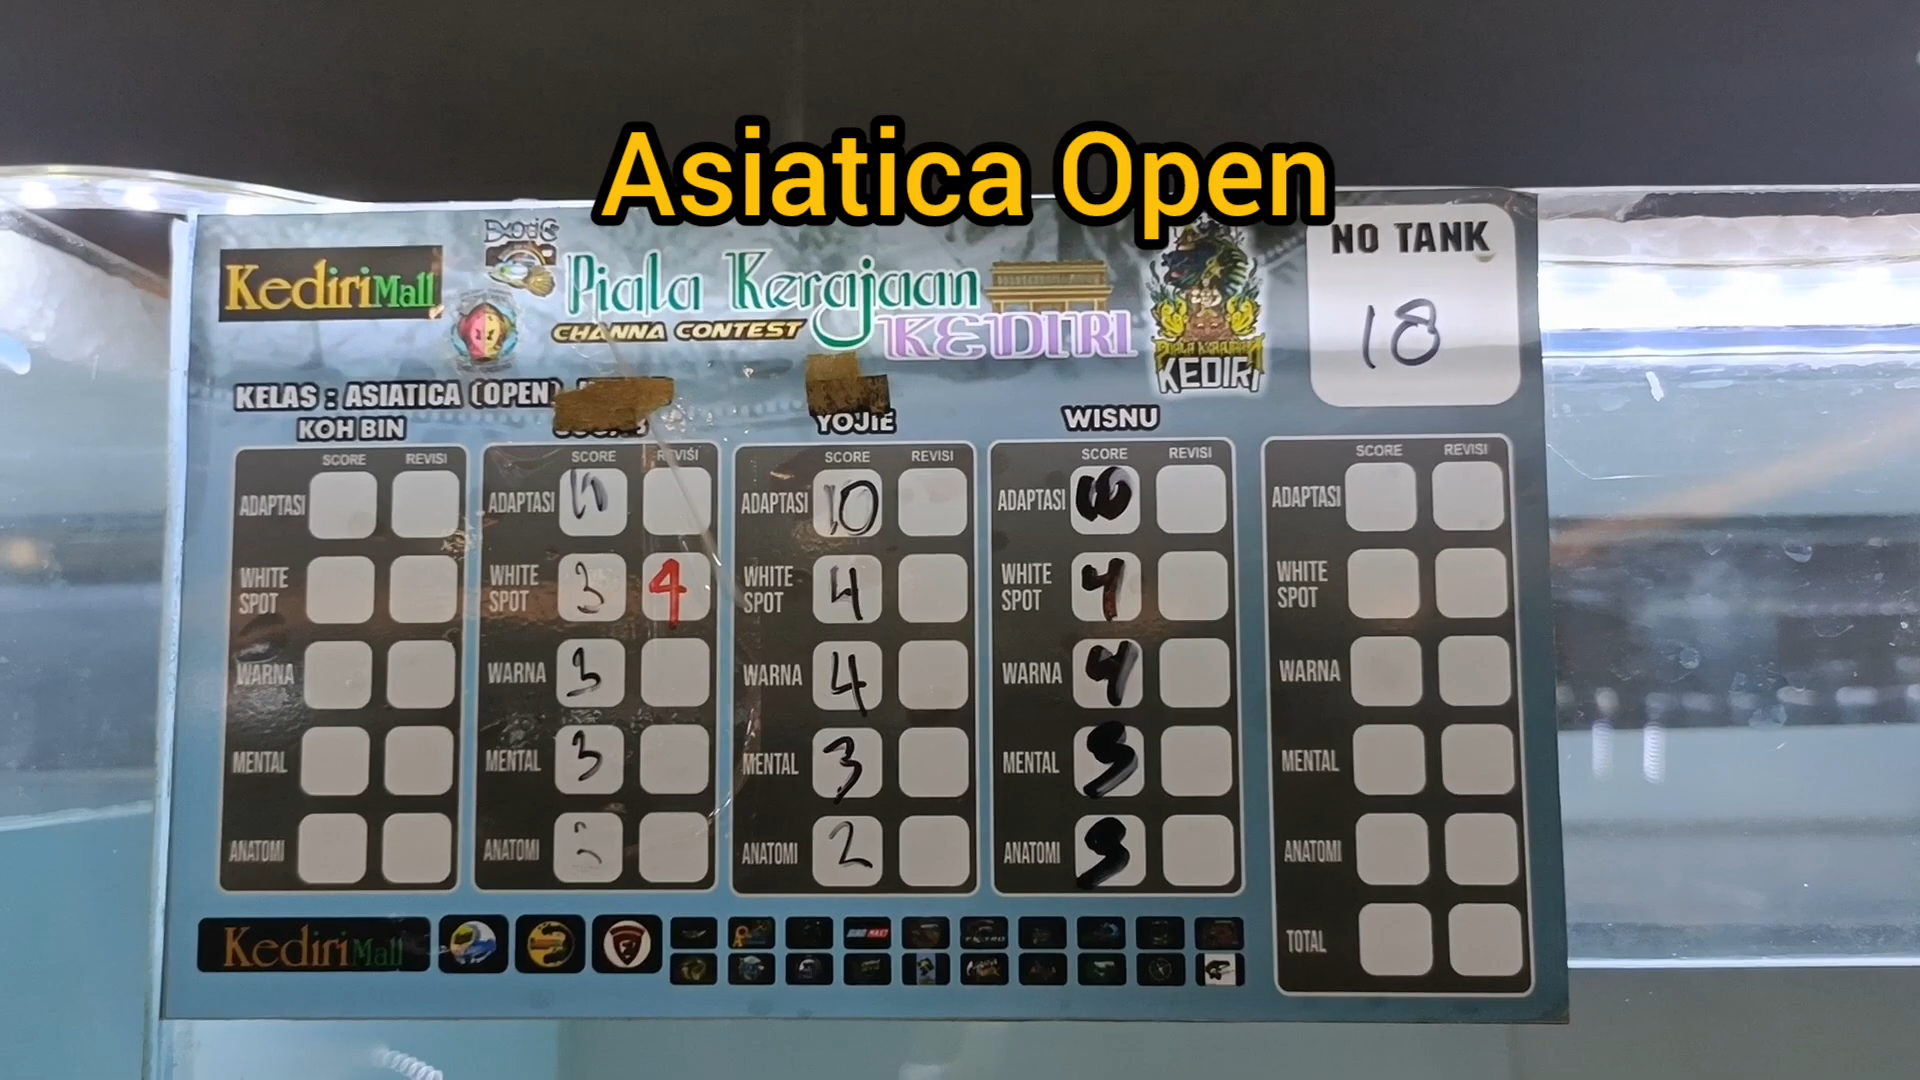 Asiatica Open
KediriMall
EXOTIC
Piala Kerajaan
CHANNA CONTEST
KEDIRI
KEDIRI
NO TANK
18
KELAS : ASIATICA (OPEN)
KOH BIN
YOJIE
WISNU
SCORE REVISI
ADAPTASI
WHITE SPOT
WARNA
MENTAL
ANATOMI
SCORE REVISI
ADAPTASI
WHITE SPOT 3 4
WARNA 3
MENTAL 3
ANATOMI 3
SCORE REVISI
ADAPTASI 10
WHITE SPOT 4
WARNA 4
MENTAL 3
ANATOMI 2
SCORE REVISI
ADAPTASI 10
WHITE SPOT 4
WARNA 4
MENTAL 3
ANATOMI 3
SCORE REVISI
ADAPTASI
WHITE SPOT
WARNA
MENTAL
ANATOMI
TOTAL
KediriMall